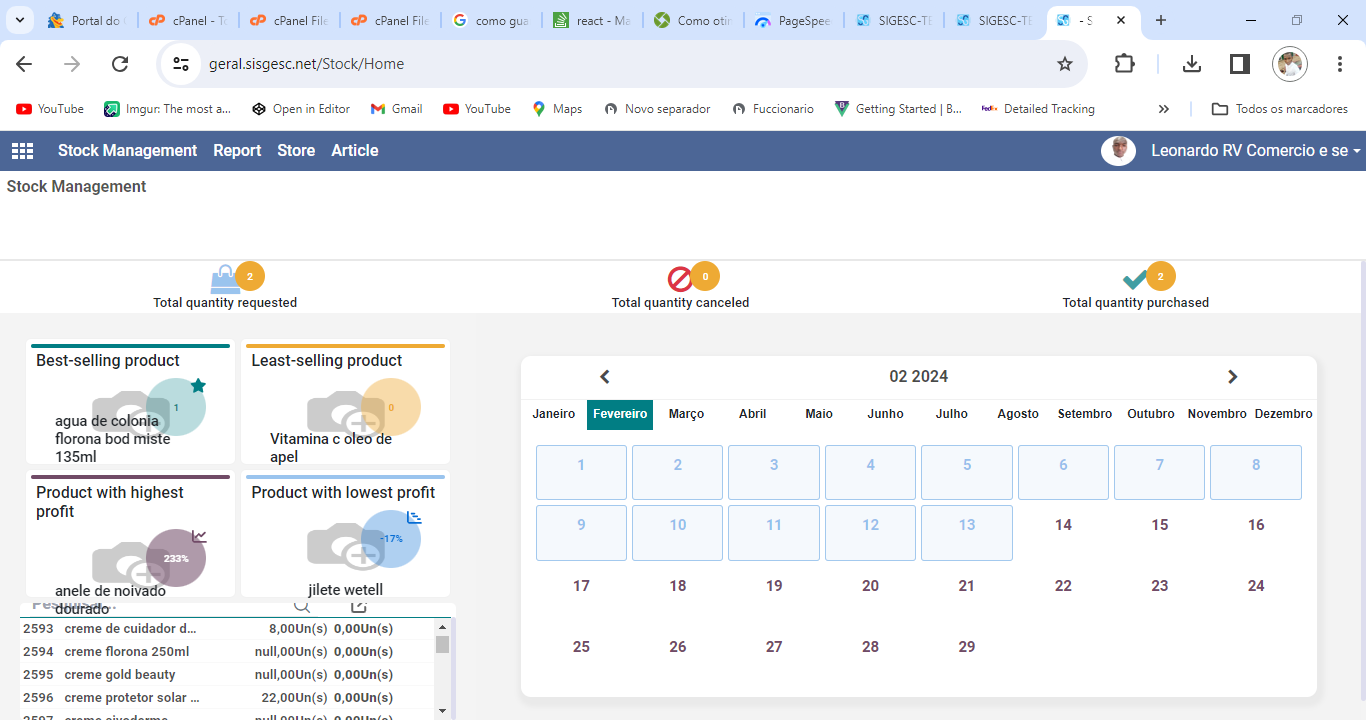 Portal do
cPanel - To
cPanel File
cPanel File
como gua
react - Ma
Como otir
PageSpee
SIGESC-TE
SIGESC-TE
- S
geral.sisgesc.net/Stock/Home
YouTube
Imgur: The most a...
Open in Editor
Gmail
YouTube
Maps
Novo separador
Fuccionario
Getting Started | B...
FedEx
Detailed Tracking
Todos os marcadores
Stock Management Report Store Article
Leonardo RV Comercio e se
Stock Management
2
Total quantity requested
0
Total quantity canceled
2
Total quantity purchased
Best-selling product
1
agua de colonia
florona bod miste
135ml
Least-selling product
0
Vitamina c oleo de
apel
Product with highest
profit
233%
anele de noivado
dourado
Product with lowest profit
-17%
jilete wetell
Pesquisar...
2593 creme de cuidador d... 8,00Un(s) 0,00Un(s)
2594 creme florona 250ml null,00Un(s) 0,00Un(s)
2595 creme gold beauty null,00Un(s) 0,00Un(s)
2596 creme protetor solar ... 22,00Un(s) 0,00Un(s)
2597 null,00Un(s) 0,00Un(s)
02 2024
Janeiro Fevereiro Março Abril Maio Junho Julho Agosto Setembro Outubro Novembro Dezembro
1 2 3 4 5 6 7 8
9 10 11 12 13 14 15 16
17 18 19 20 21 22 23 24
25 26 27 28 29